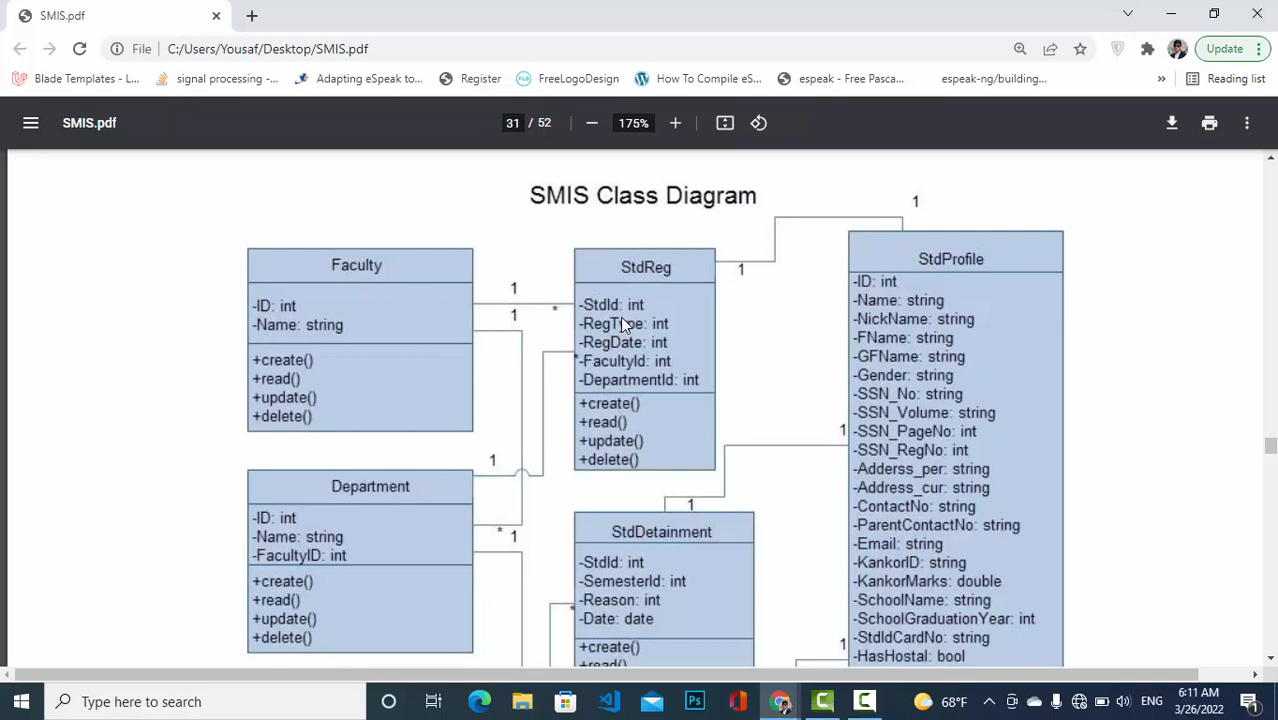 SMIS.pdf
File
C:/Users/Yousaf/Desktop/SMIS.pdf
Update
Blade Templates - L...
signal processing -...
Adapting eSpeak to...
Register
FLD
FreeLogoDesign
How To Compile eS...
espeak - Free Pasca...
espeak-ng/building...
»
Reading list
SMIS.pdf
31 / 52
175%
SMIS Class Diagram
Faculty
-ID: int
-Name: string
+create()
+read()
+update()
+delete()
1
*
1
StdReg
-StdId: int
-RegType: int
-RegDate: int
-FacultyId: int
-DepartmentId: int
+create()
+read()
+update()
+delete()
1
1
*
Department
-ID: int
-Name: string
-FacultyID: int
+create()
+read()
+update()
+delete()
1
*
1
StdDetainment
-StdId: int
-SemesterId: int
-Reason: int
-Date: date
+create()
+read()
1
1
*
1
StdProfile
-ID: int
-Name: string
-NickName: string
-FName: string
-GFName: string
-Gender: string
-SSN_No: string
-SSN_Volume: string
-SSN_PageNo: int
-SSN_RegNo: int
-Adderss_per: string
-Address_cur: string
-ContactNo: string
-ParentContactNo: string
-Email: string
-KankorID: string
-KankorMarks: double
-SchoolName: string
-SchoolGraduationYear: int
-StdIdCardNo: string
-HasHostal: bool
Type here to search
Ps
68°F
6:11 AM
3/26/2022
1